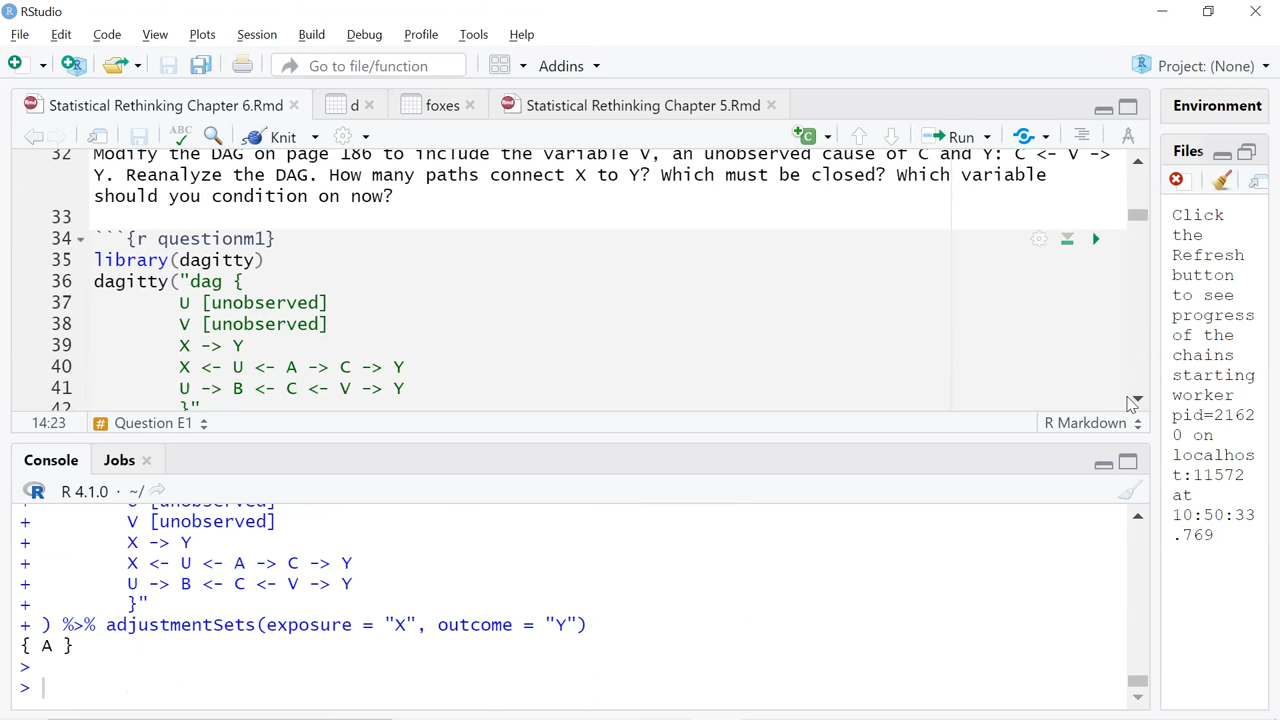 RStudio
File Edit Code View Plots Session Build Debug Profile Tools Help
Go to file/function Addins Project: (None)
Statistical Rethinking Chapter 6.Rmd d foxes Statistical Rethinking Chapter 5.Rmd Environment
ABC Knit Run Files
32 Modify the DAG on page 186 to include the variable V, an unobserved cause of C and Y: C <- V ->
Y. Reanalyze the DAG. How many paths connect X to Y? Which must be closed? Which variable
should you condition on now?
33
34 ```{r questionm1}
35 library(dagitty)
36 dagitty("dag {
37 U [unobserved]
38 V [unobserved]
39 X -> Y
40 X <- U <- A -> C -> Y
41 U -> B <- C <- V -> Y
42 }"
14:23 # Question E1 R Markdown
Console Jobs
R 4.1.0 · ~/
+ U [unobserved]
+ V [unobserved]
+ X -> Y
+ X <- U <- A -> C -> Y
+ U -> B <- C <- V -> Y
+ }"
+ ) %>% adjustmentSets(exposure = "X", outcome = "Y")
{ A }
>
>
Click
the
Refresh
button
to see
progress
of the
chains
starting
worker
pid=2162
0 on
localhos
t:11572
at
10:50:33
.769